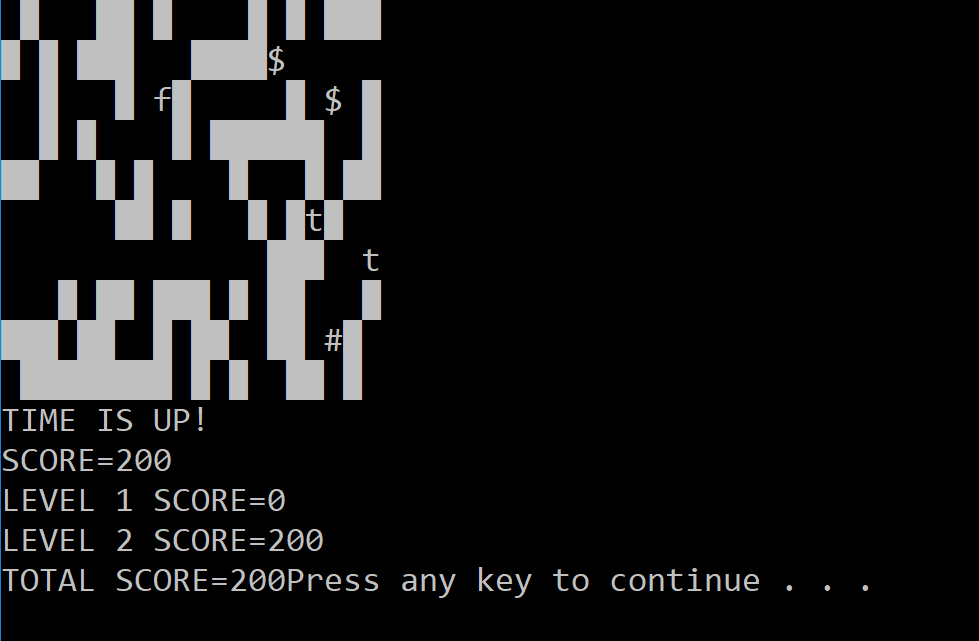 $
f $
t
t
#
TIME IS UP!
SCORE=200
LEVEL 1 SCORE=0
LEVEL 2 SCORE=200
TOTAL SCORE=200Press any key to continue . . .